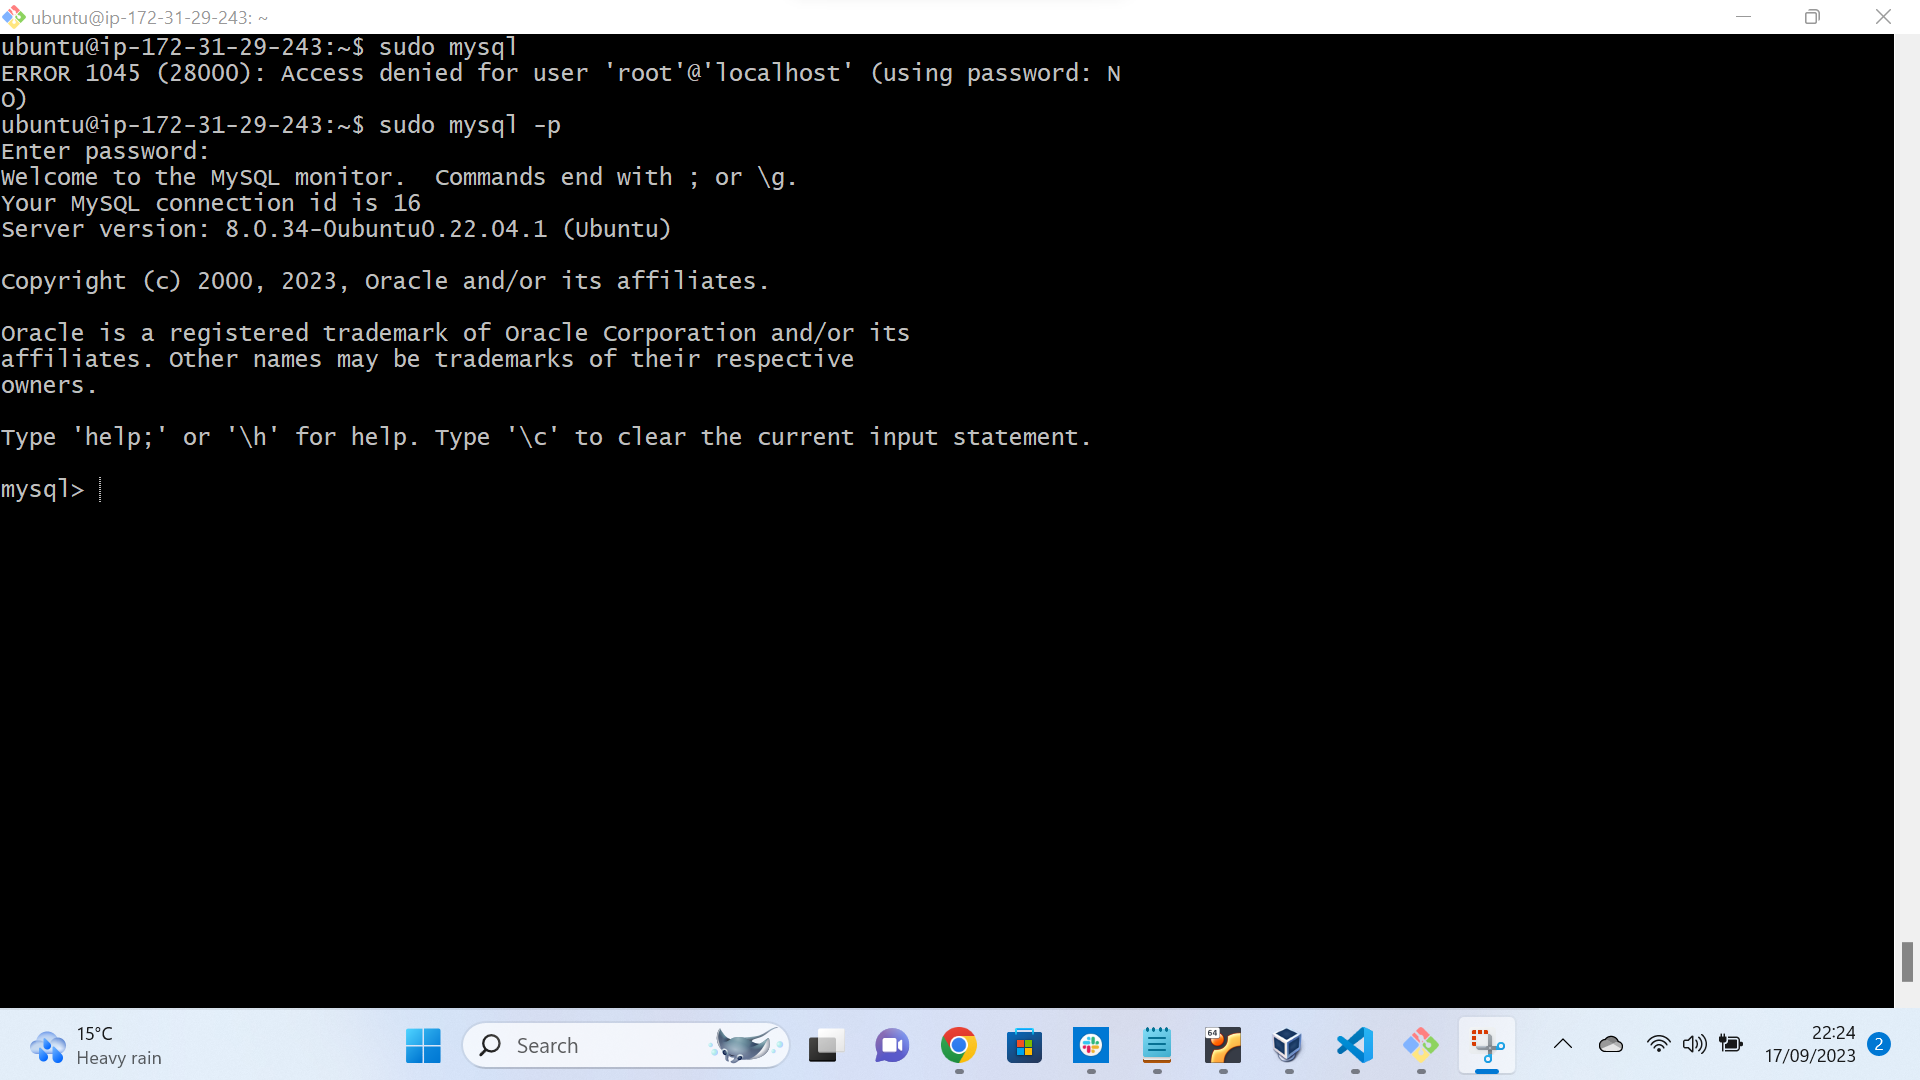 ubuntu@ip-172-31-29-243: ~
ubuntu@ip-172-31-29-243:~$ sudo mysql
ERROR 1045 (28000): Access denied for user 'root'@'localhost' (using password: N
O)
ubuntu@ip-172-31-29-243:~$ sudo mysql -p
Enter password:
Welcome to the MySQL monitor.  Commands end with ; or \g.
Your MySQL connection id is 16
Server version: 8.0.34-0ubuntu0.22.04.1 (Ubuntu)
Copyright (c) 2000, 2023, Oracle and/or its affiliates.
Oracle is a registered trademark of Oracle Corporation and/or its
affiliates. Other names may be trademarks of their respective
owners.
Type 'help;' or '\h' for help. Type '\c' to clear the current input statement.
mysql>
15°C
Heavy rain
Search
64
22:24
17/09/2023
2